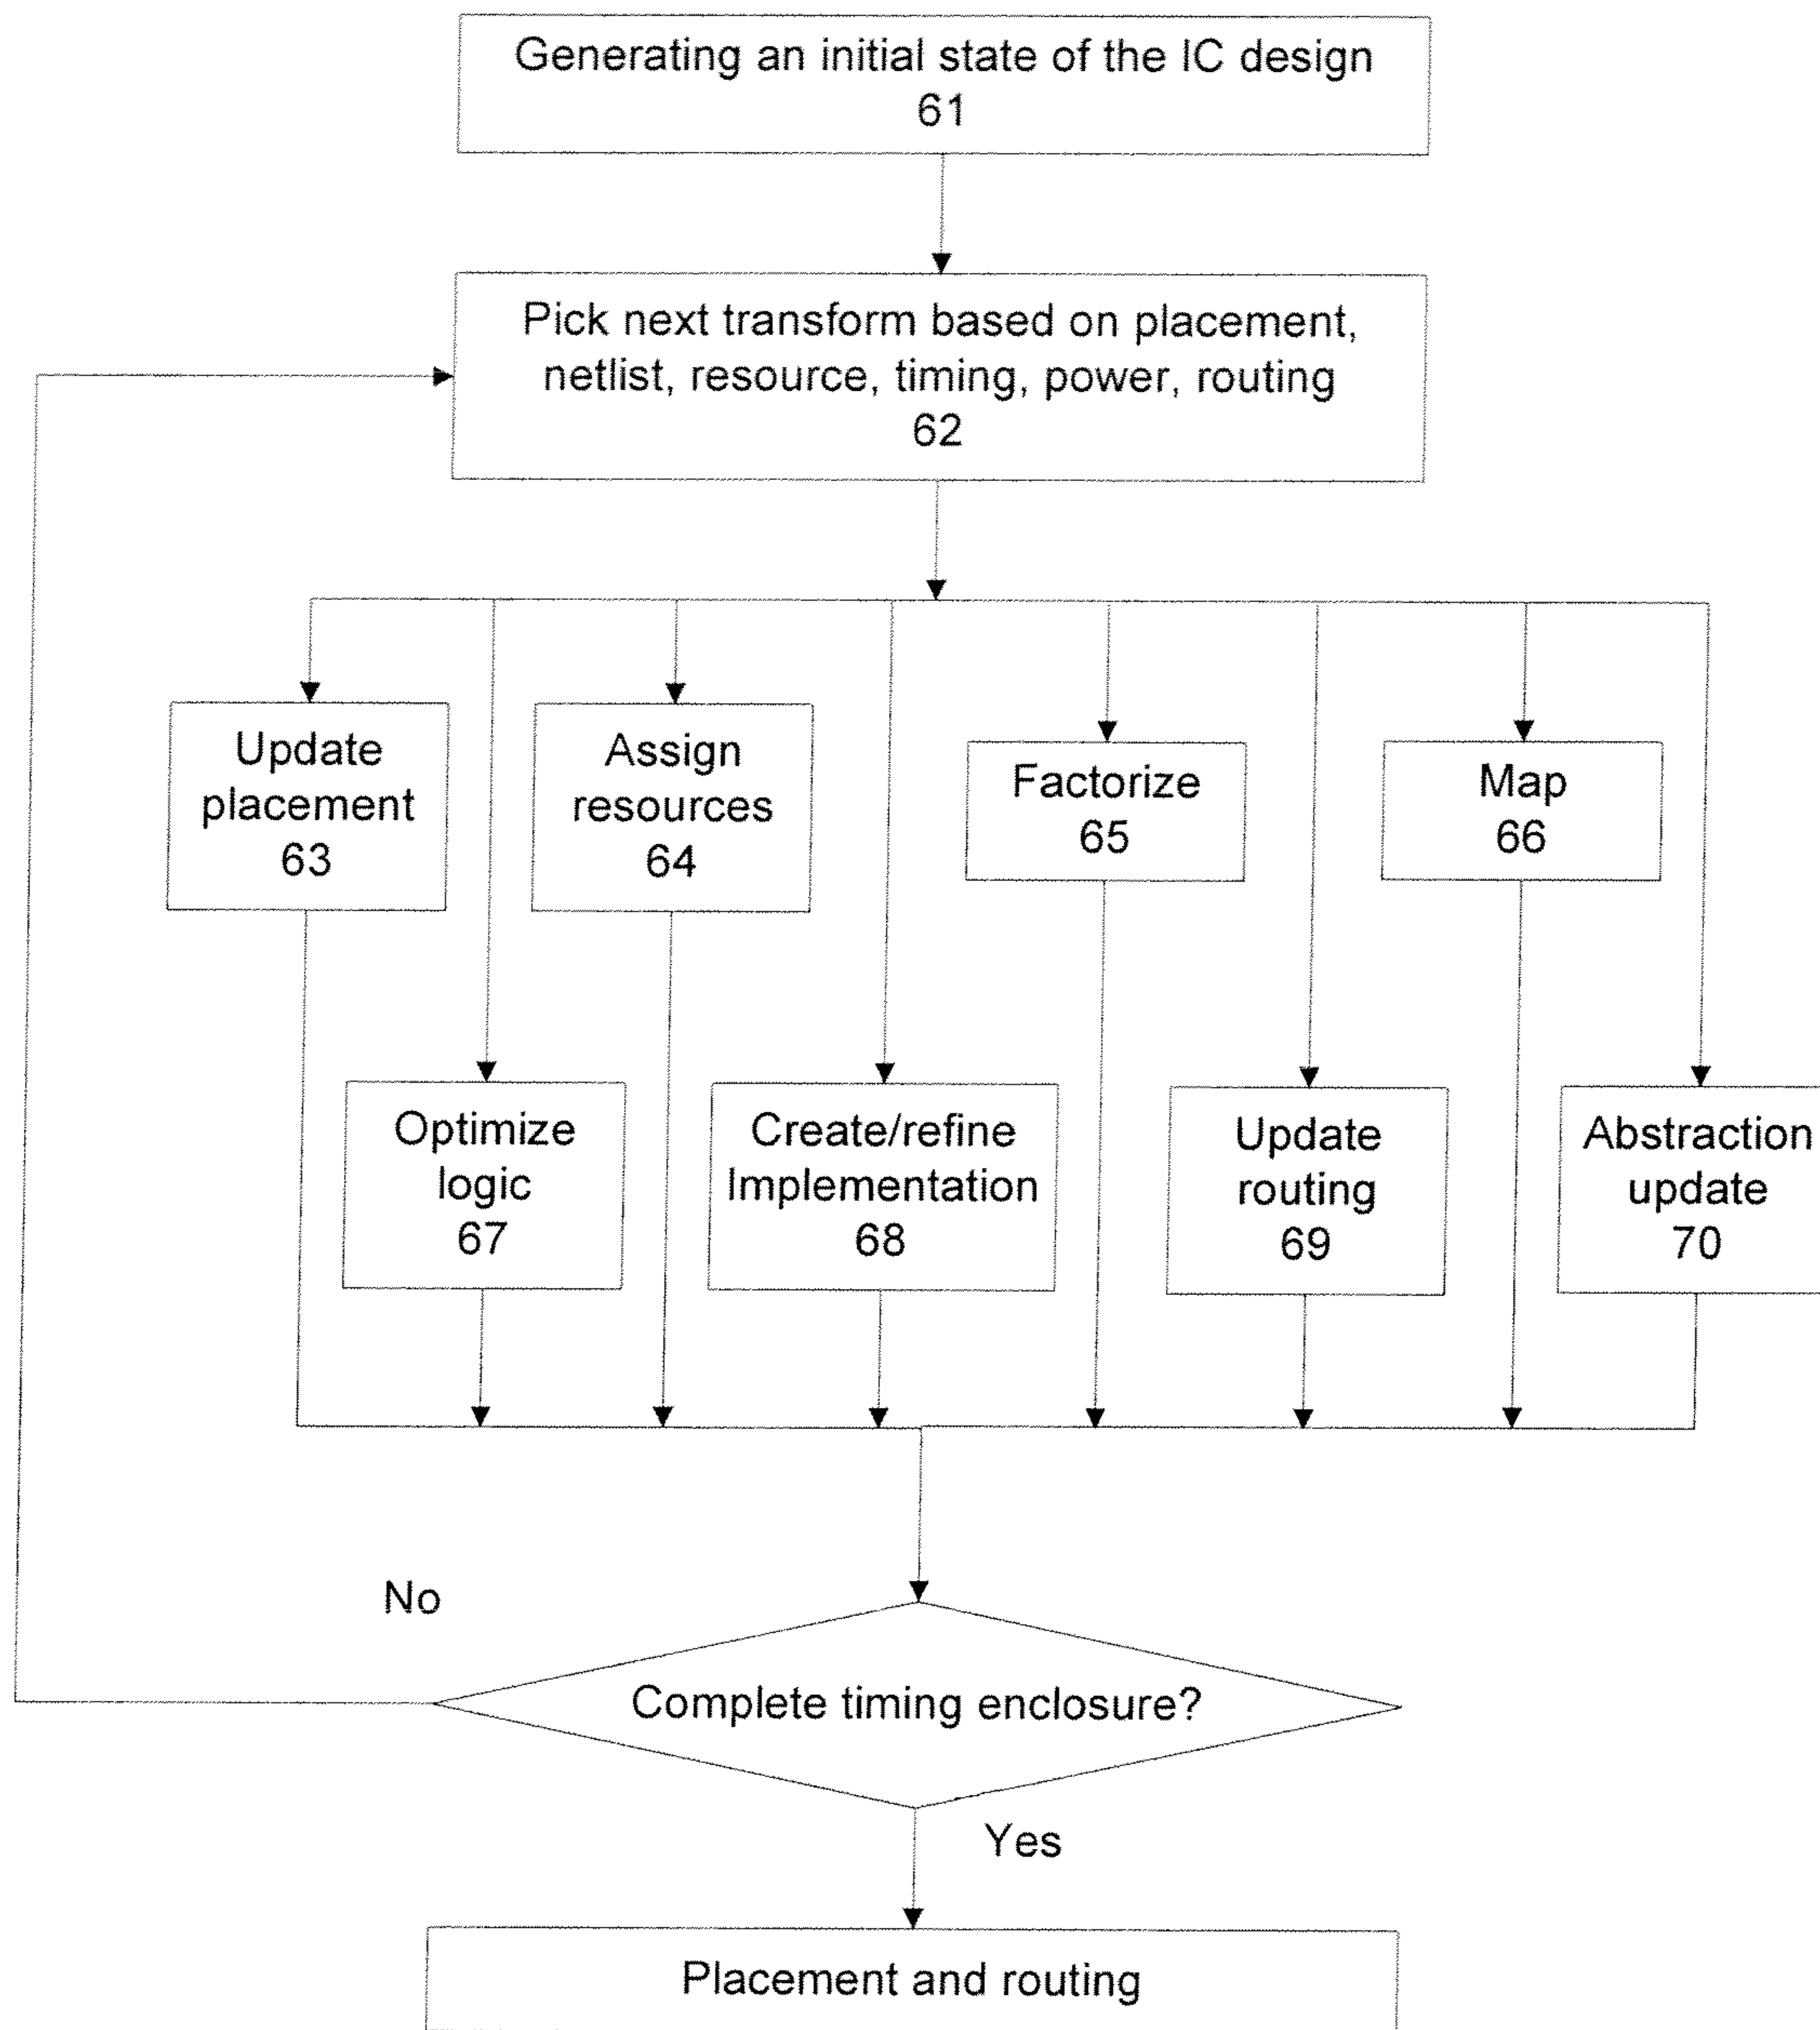 Generating an initial state of the IC design
61
Pick next transform based on placement,
netlist, resource, timing, power, routing
62
Update
placement
63
Assign
resources
64
Factorize
65
Map
66
Optimize
logic
67
Create/refine
Implementation
68
Update
routing
69
Abstraction
update
70
No
Complete timing enclosure?
Yes
Placement and routing